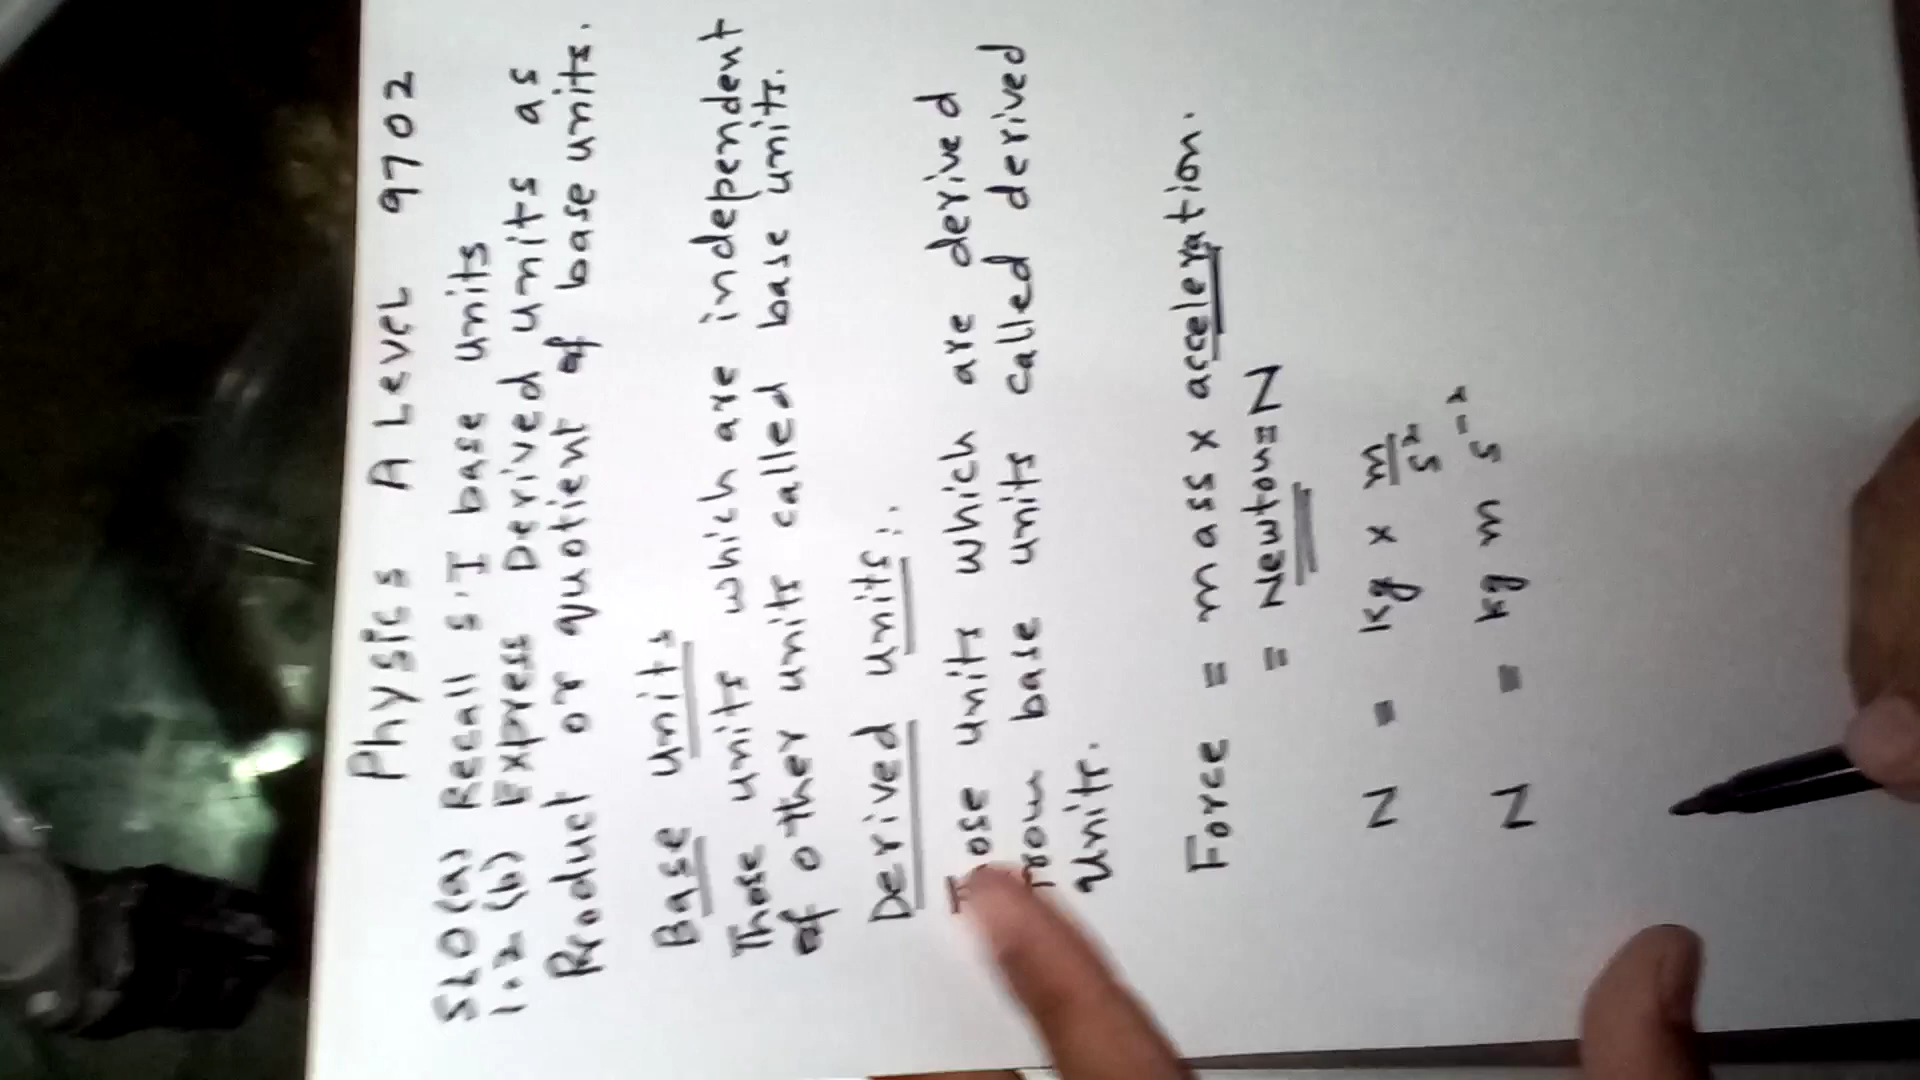 Physics A Level 9702
SLO (a) Recall S.I base units
1.2 (b) Express Derived units as
Product or quotient of base units.
Base units
Those units which are independent
of other units called base units.
Derived units:.
Those units which are derived
from base units called derived
units.
Force = mass x acceleration.
= Newton = N
N = kg x m/s²
N = kg m s⁻²